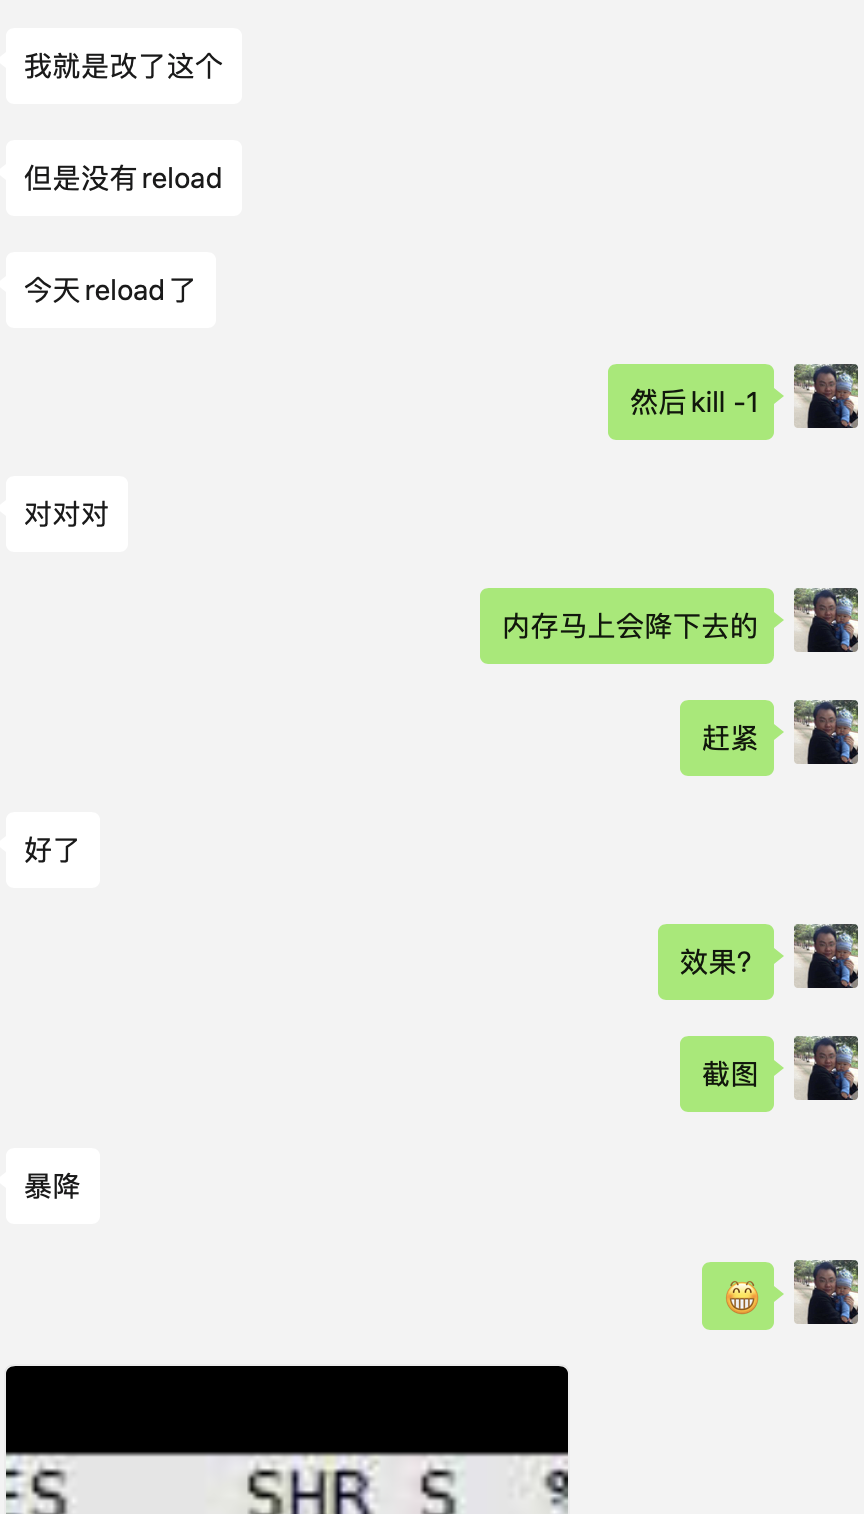 我就是改了这个
但是没有reload
今天reload了
然后kill -1
对对对
内存马上会降下去的
赶紧
好了
效果?
截图
暴降
😁
ES SHR S %